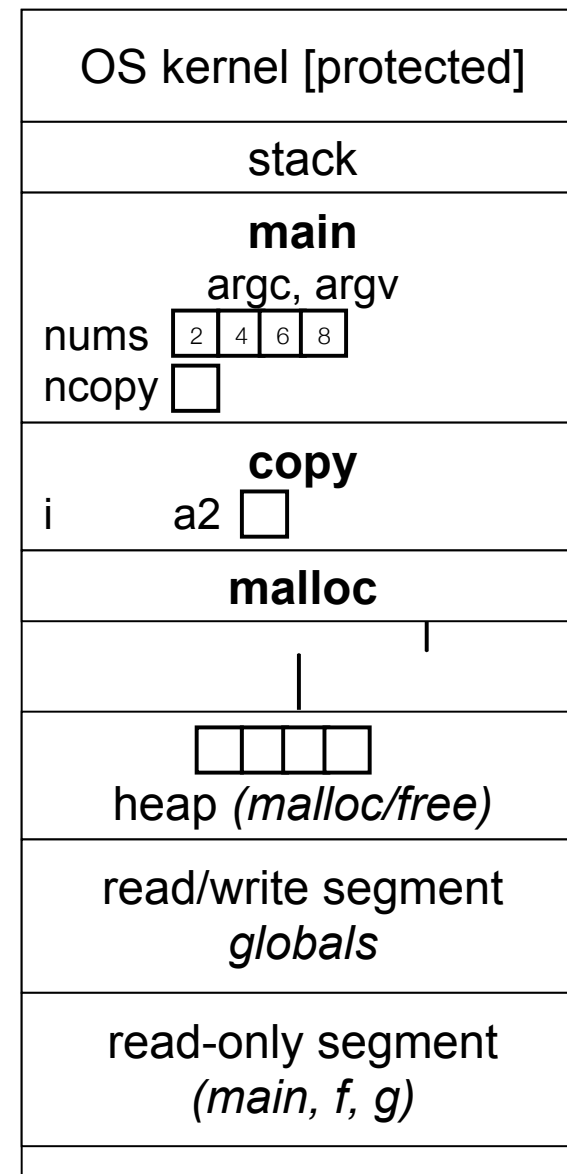 OS kernel [protected]
stack
main
argc, argv
nums 2 4 6 8
ncopy
copy
i a2
malloc
heap (malloc/free)
read/write segment
globals
read-only segment
(main, f, g)